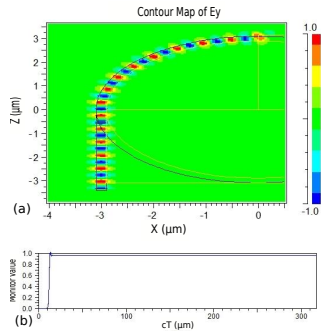 Contour Map of Ey
1.0
3
2
1
0
-1
-2
-3
Z (µm)
-1.0
(a)
-4 -3 -2 -1 0
X (µm)
Monitor Value
1.0
0.8
0.6
0.4
0.2
0.0
(b)
100 200 300
cT (µm)